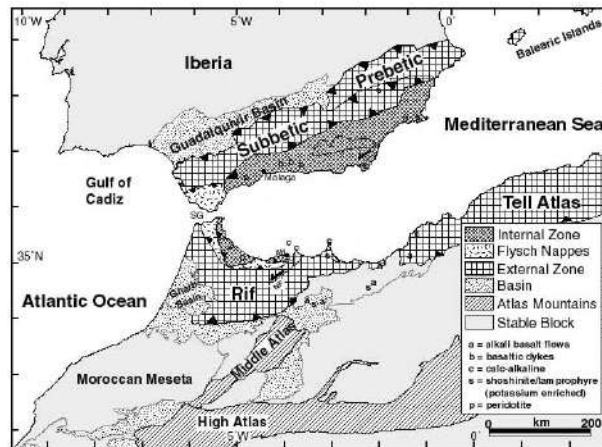 10°W
5°W
0°
Balearic Islands
Iberia
Prebetic
Guadalquivir Basin
Subbetic
Mediterranean Sea
Malaga
Gulf of
Cadiz
SG
Tell Atlas
35°N
Rif
Atlantic Ocean
Middle Atlas
Moroccan Meseta
High Atlas
5°W
Internal Zone
Flysch Nappes
External Zone
Basin
Atlas Mountains
Stable Block
a = alkali basalt flows
b = basaltic dykes
c = calc-alkaline
s = shoshinite/lamprophyre
(potassium enriched)
p = peridotite
0 km 200